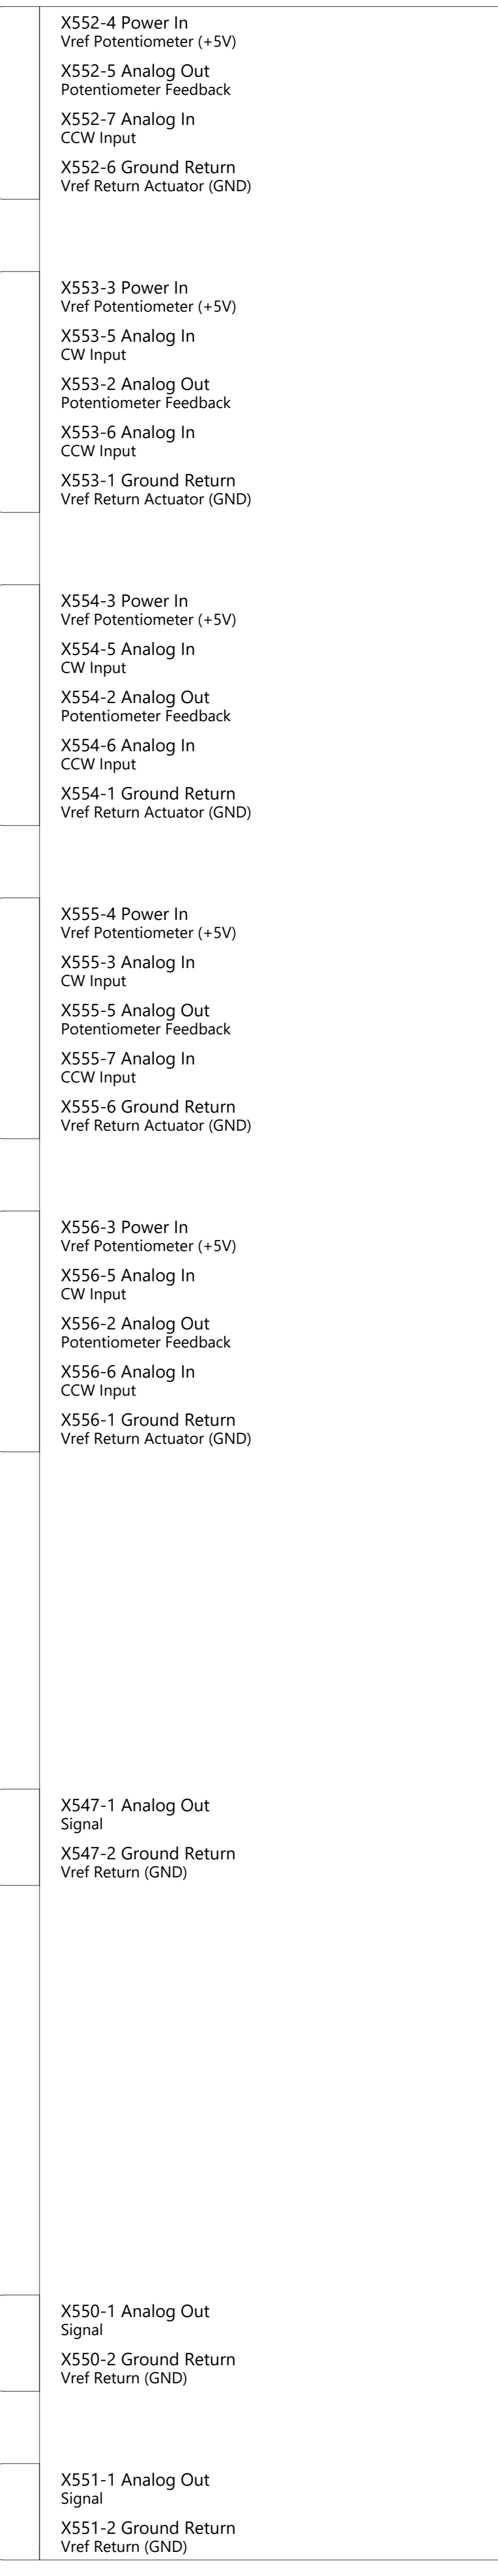 X552-4 Power In
Vref Potentiometer (+5V)
X552-5 Analog Out
Potentiometer Feedback
X552-7 Analog In
CCW Input
X552-6 Ground Return
Vref Return Actuator (GND)
X553-3 Power In
Vref Potentiometer (+5V)
X553-5 Analog In
CW Input
X553-2 Analog Out
Potentiometer Feedback
X553-6 Analog In
CCW Input
X553-1 Ground Return
Vref Return Actuator (GND)
X554-3 Power In
Vref Potentiometer (+5V)
X554-5 Analog In
CW Input
X554-2 Analog Out
Potentiometer Feedback
X554-6 Analog In
CCW Input
X554-1 Ground Return
Vref Return Actuator (GND)
X555-4 Power In
Vref Potentiometer (+5V)
X555-3 Analog In
CW Input
X555-5 Analog Out
Potentiometer Feedback
X555-7 Analog In
CCW Input
X555-6 Ground Return
Vref Return Actuator (GND)
X556-3 Power In
Vref Potentiometer (+5V)
X556-5 Analog In
CW Input
X556-2 Analog Out
Potentiometer Feedback
X556-6 Analog In
CCW Input
X556-1 Ground Return
Vref Return Actuator (GND)
X547-1 Analog Out
Signal
X547-2 Ground Return
Vref Return (GND)
X550-1 Analog Out
Signal
X550-2 Ground Return
Vref Return (GND)
X551-1 Analog Out
Signal
X551-2 Ground Return
Vref Return (GND)